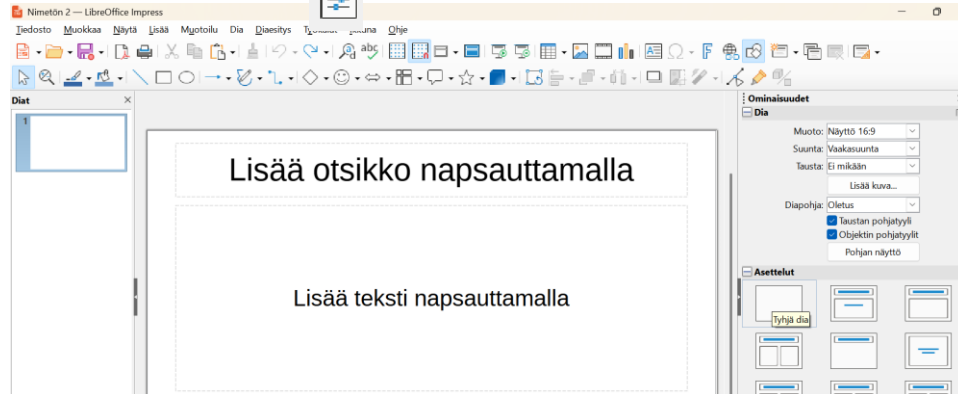 Nimetön 2 — LibreOffice Impress
Tiedosto Muokkaa Näytä Lisää Muotoilu Dia Diaesitys Ohje
Diat
1
Lisää otsikko napsauttamalla
Lisää teksti napsauttamalla
Ominaisuudet
Dia
Muoto: Näyttö 16:9
Suunta: Vaakasuunta
Tausta: Ei mikään
Lisää kuva...
Diapohja: Oletus
Taustan pohjatyyli
Objektin pohjatyylit
Pohjan näyttö
Asettelut
Tyhjä dia